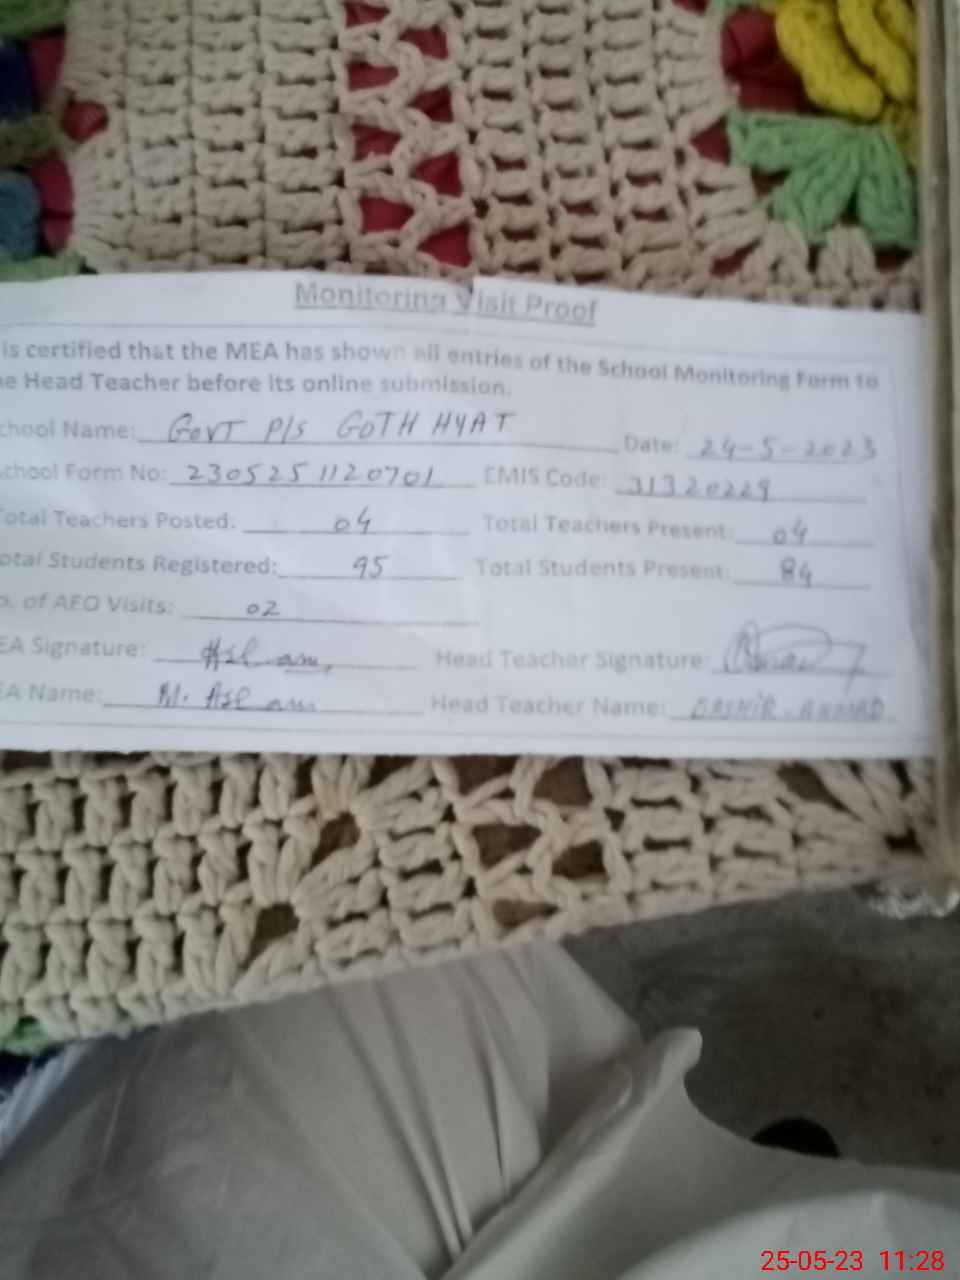 Monitoring Visit Proof
is certified that the MEA has shown all entries of the School Monitoring Form to
e Head Teacher before its online submission.
chool Name: GOVT P/S GOTH HYAT Date: 24-5-2023
chool Form No: 2305251120701 EMIS Code: 31320229
otal Teachers Posted: 04 Total Teachers Present: 04
otal Students Registered: 95 Total Students Present: 84
o. of AEO Visits: 02
EA Signature: Aslam Head Teacher Signature:
EA Name: M. Aslam Head Teacher Name: BASHIR AHMAD
25-05-23 11:28